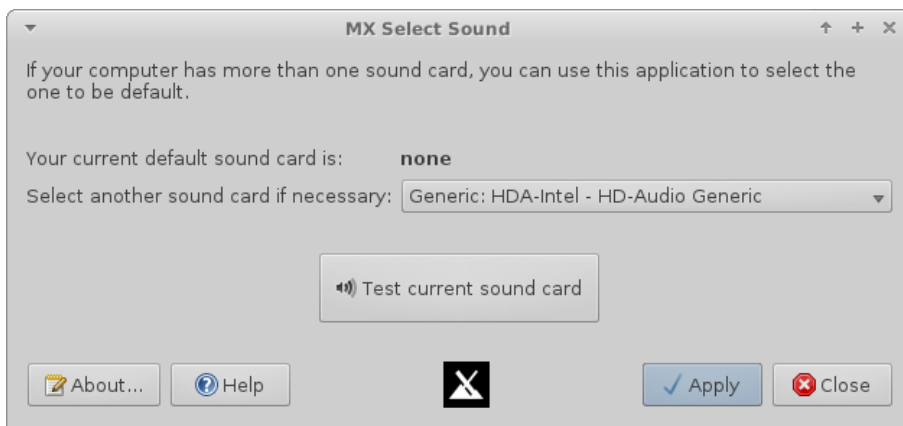 MX Select Sound
If your computer has more than one sound card, you can use this application to select the
one to be default.
Your current default sound card is: none
Select another sound card if necessary: Generic: HDA-Intel - HD-Audio Generic
Test current sound card
About... Help Apply Close